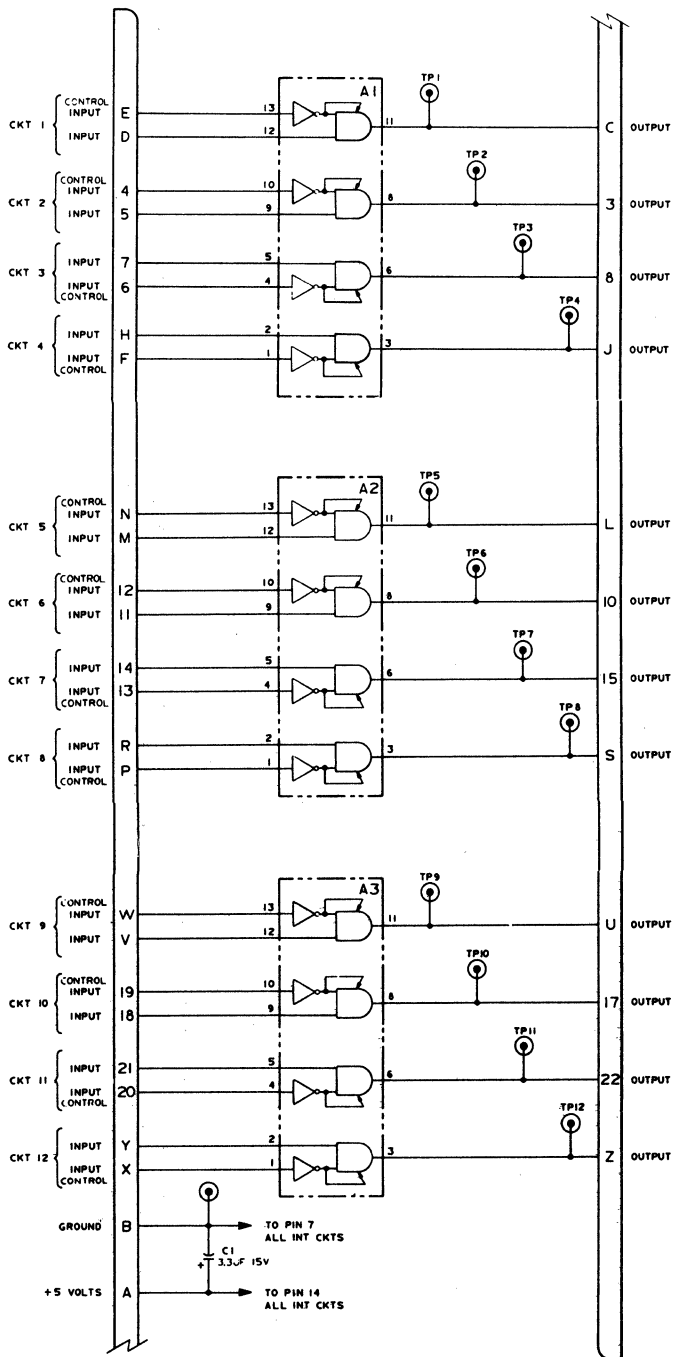 A1
TP1
CKT 1 CONTROL INPUT E 13 11 C OUTPUT
INPUT D 12
TP2
CKT 2 CONTROL INPUT 4 10 8 3 OUTPUT
INPUT 5 9
TP3
CKT 3 INPUT 7 5 6 8 OUTPUT
INPUT CONTROL 6 4
TP4
CKT 4 INPUT H 2 3 J OUTPUT
INPUT CONTROL F 1
A2
TP5
CKT 5 CONTROL INPUT N 13 11 L OUTPUT
INPUT M 12
TP6
CKT 6 CONTROL INPUT 12 10 8 10 OUTPUT
INPUT 11 9
TP7
CKT 7 INPUT 14 5 6 15 OUTPUT
INPUT CONTROL 13 4
TP8
CKT 8 INPUT R 2 3 S OUTPUT
INPUT CONTROL P 1
A3
TP9
CKT 9 CONTROL INPUT W 13 11 U OUTPUT
INPUT V 12
TP10
CKT 10 CONTROL INPUT 19 10 8 17 OUTPUT
INPUT 18 9
TP11
CKT 11 INPUT 21 5 6 22 OUTPUT
INPUT CONTROL 20 4
TP12
CKT 12 INPUT Y 2 3 Z OUTPUT
INPUT CONTROL X 1
GROUND B TO PIN 7
ALL INT CKTS
C1
+ 3.3UF 15V
+5 VOLTS A TO PIN 14
ALL INT CKTS